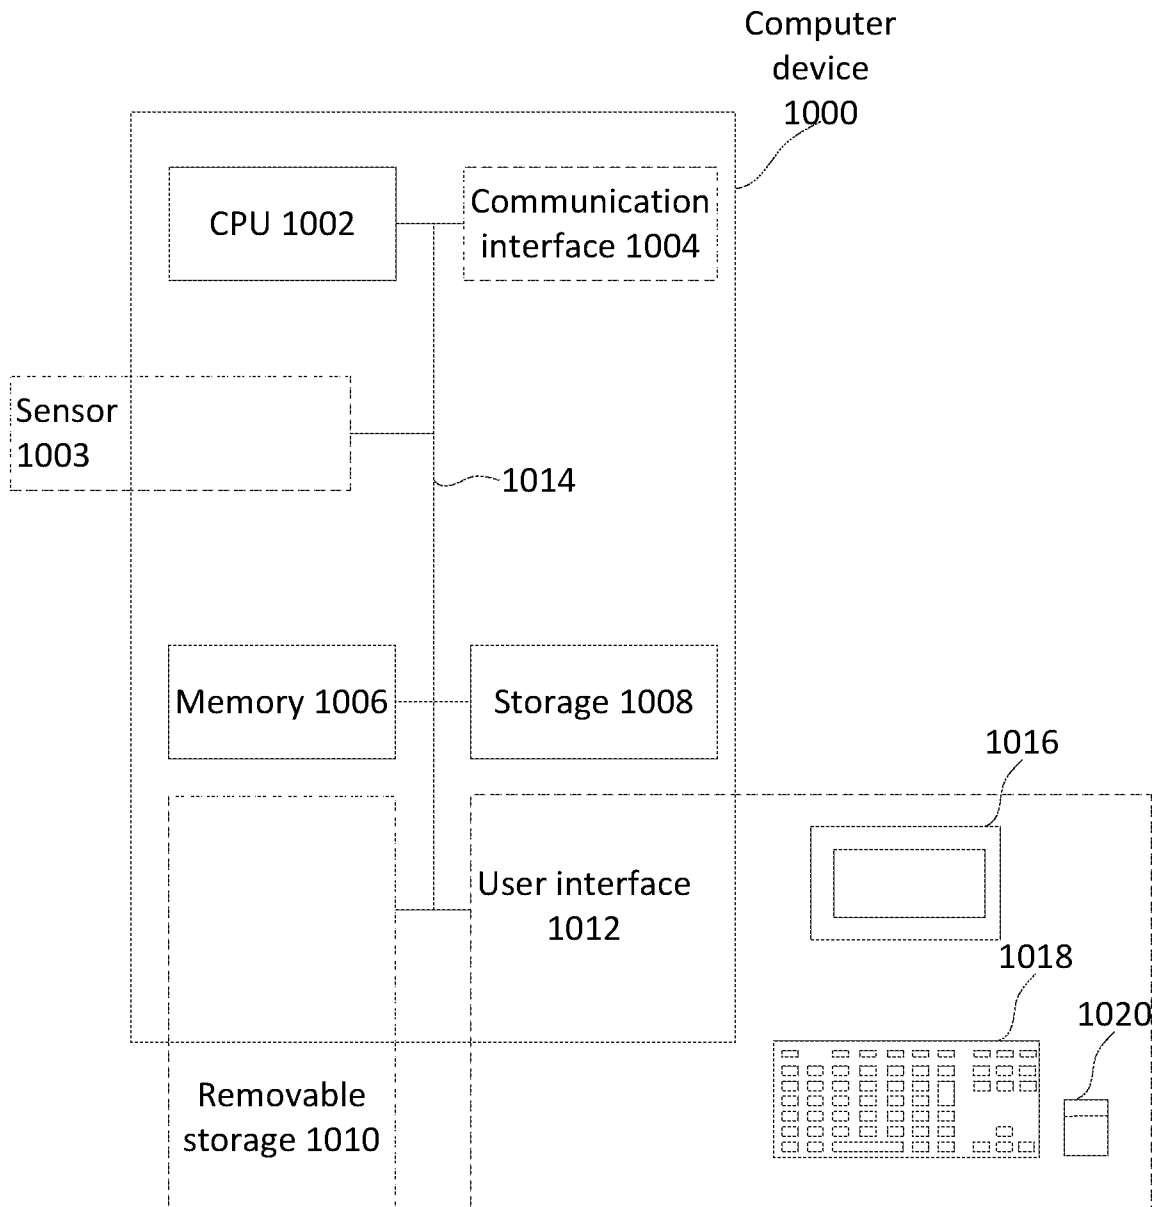 Computer
device
1000
CPU 1002
Communication
interface 1004
Sensor
1003
1014
Memory 1006
Storage 1008
1016
User interface
1012
1018
1020
Removable
storage 1010